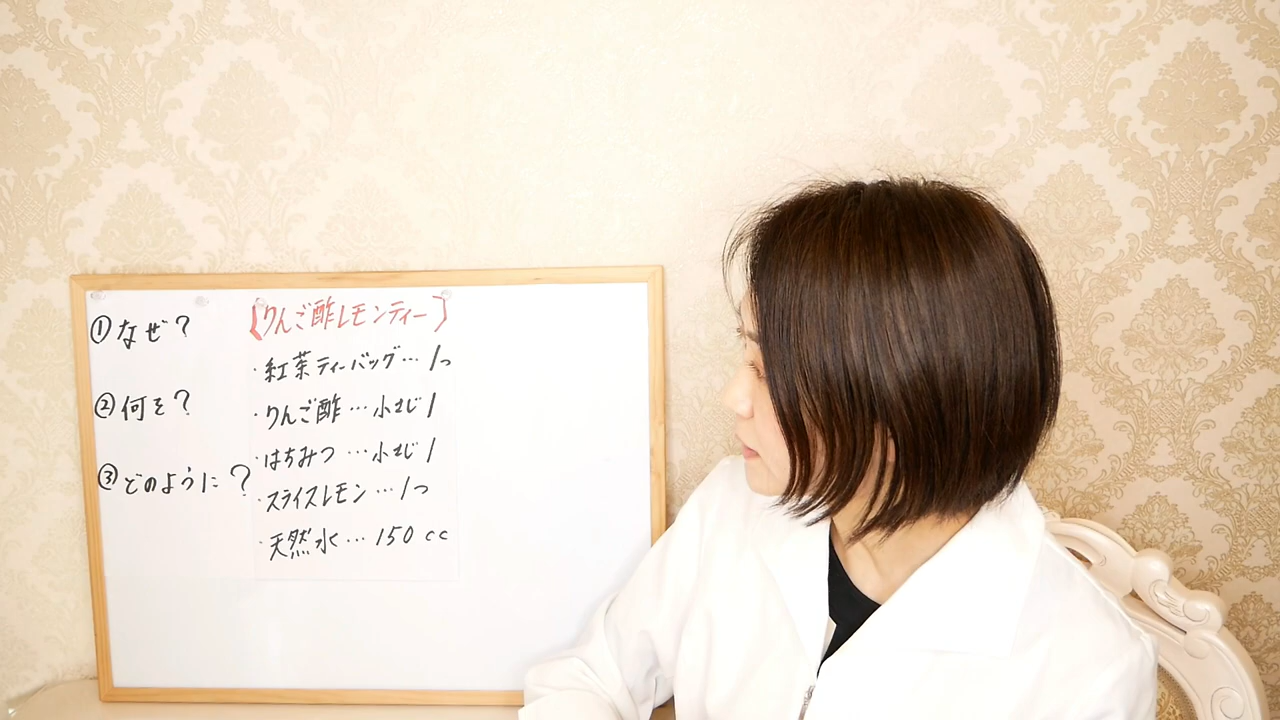 ①なぜ?
②何を?
③どのように?
【りんご酢レモンティー】
・紅茶ティーバッグ…1つ
・りんご酢…小さじ1
・はちみつ…小さじ1
・スライスレモン…1つ
・天然水…150cc